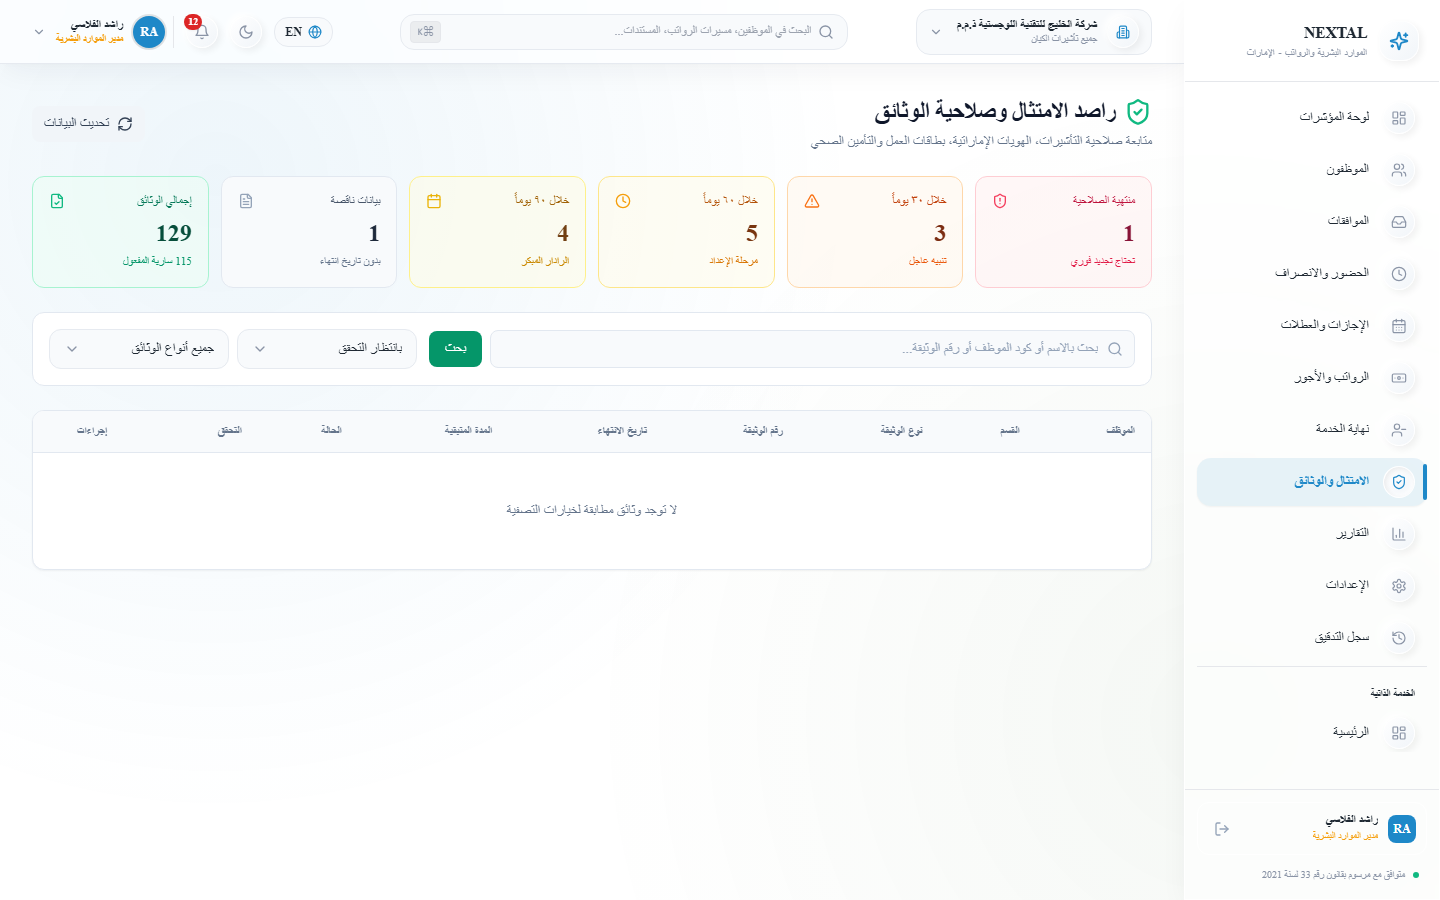 NEXTAL
الموارد البشرية والرواتب - الإمارات
لوحة المؤشرات
الموظفون
الموافقات
الحضور والانصراف
الإجازات والعطلات
الرواتب والأجور
نهاية الخدمة
الامتثال والوثائق
التقارير
الإعدادات
سجل التدقيق
الخدمة الذاتية
الرئيسية
RA
راشد الفلاسي
مدير الموارد البشرية
متوافق مع مرسوم بقانون رقم 33 لسنة 2021
شركة الخليج للتقنية اللوجستية ذ.م.م
جميع تأشيرات الكيان
البحث في الموظفين، مسيرات الرواتب، المستندات...
⌘K
EN
12
RA
راشد الفلاسي
مدير الموارد البشرية
راصد الامتثال وصلاحية الوثائق
متابعة صلاحية التأشيرات، الهويات الإماراتية، بطاقات العمل والتأمين الصحي
تحديث البيانات
منتهية الصلاحية
1
تحتاج تجديد فوري
خلال ٣٠ يوماً
3
تنبيه عاجل
خلال ٦٠ يوماً
5
مرحلة الإعداد
خلال ٩٠ يوماً
4
الرادار المبكر
بيانات ناقصة
1
بدون تاريخ انتهاء
إجمالي الوثائق
129
115 سارية المفعول
بحث بالاسم أو كود الموظف أو رقم الوثيقة...
بحث
بانتظار التحقق
جميع أنواع الوثائق
الموظف القسم نوع الوثيقة رقم الوثيقة تاريخ الانتهاء المدة المتبقية الحالة التحقق إجراءات
لا توجد وثائق مطابقة لخيارات التصفية